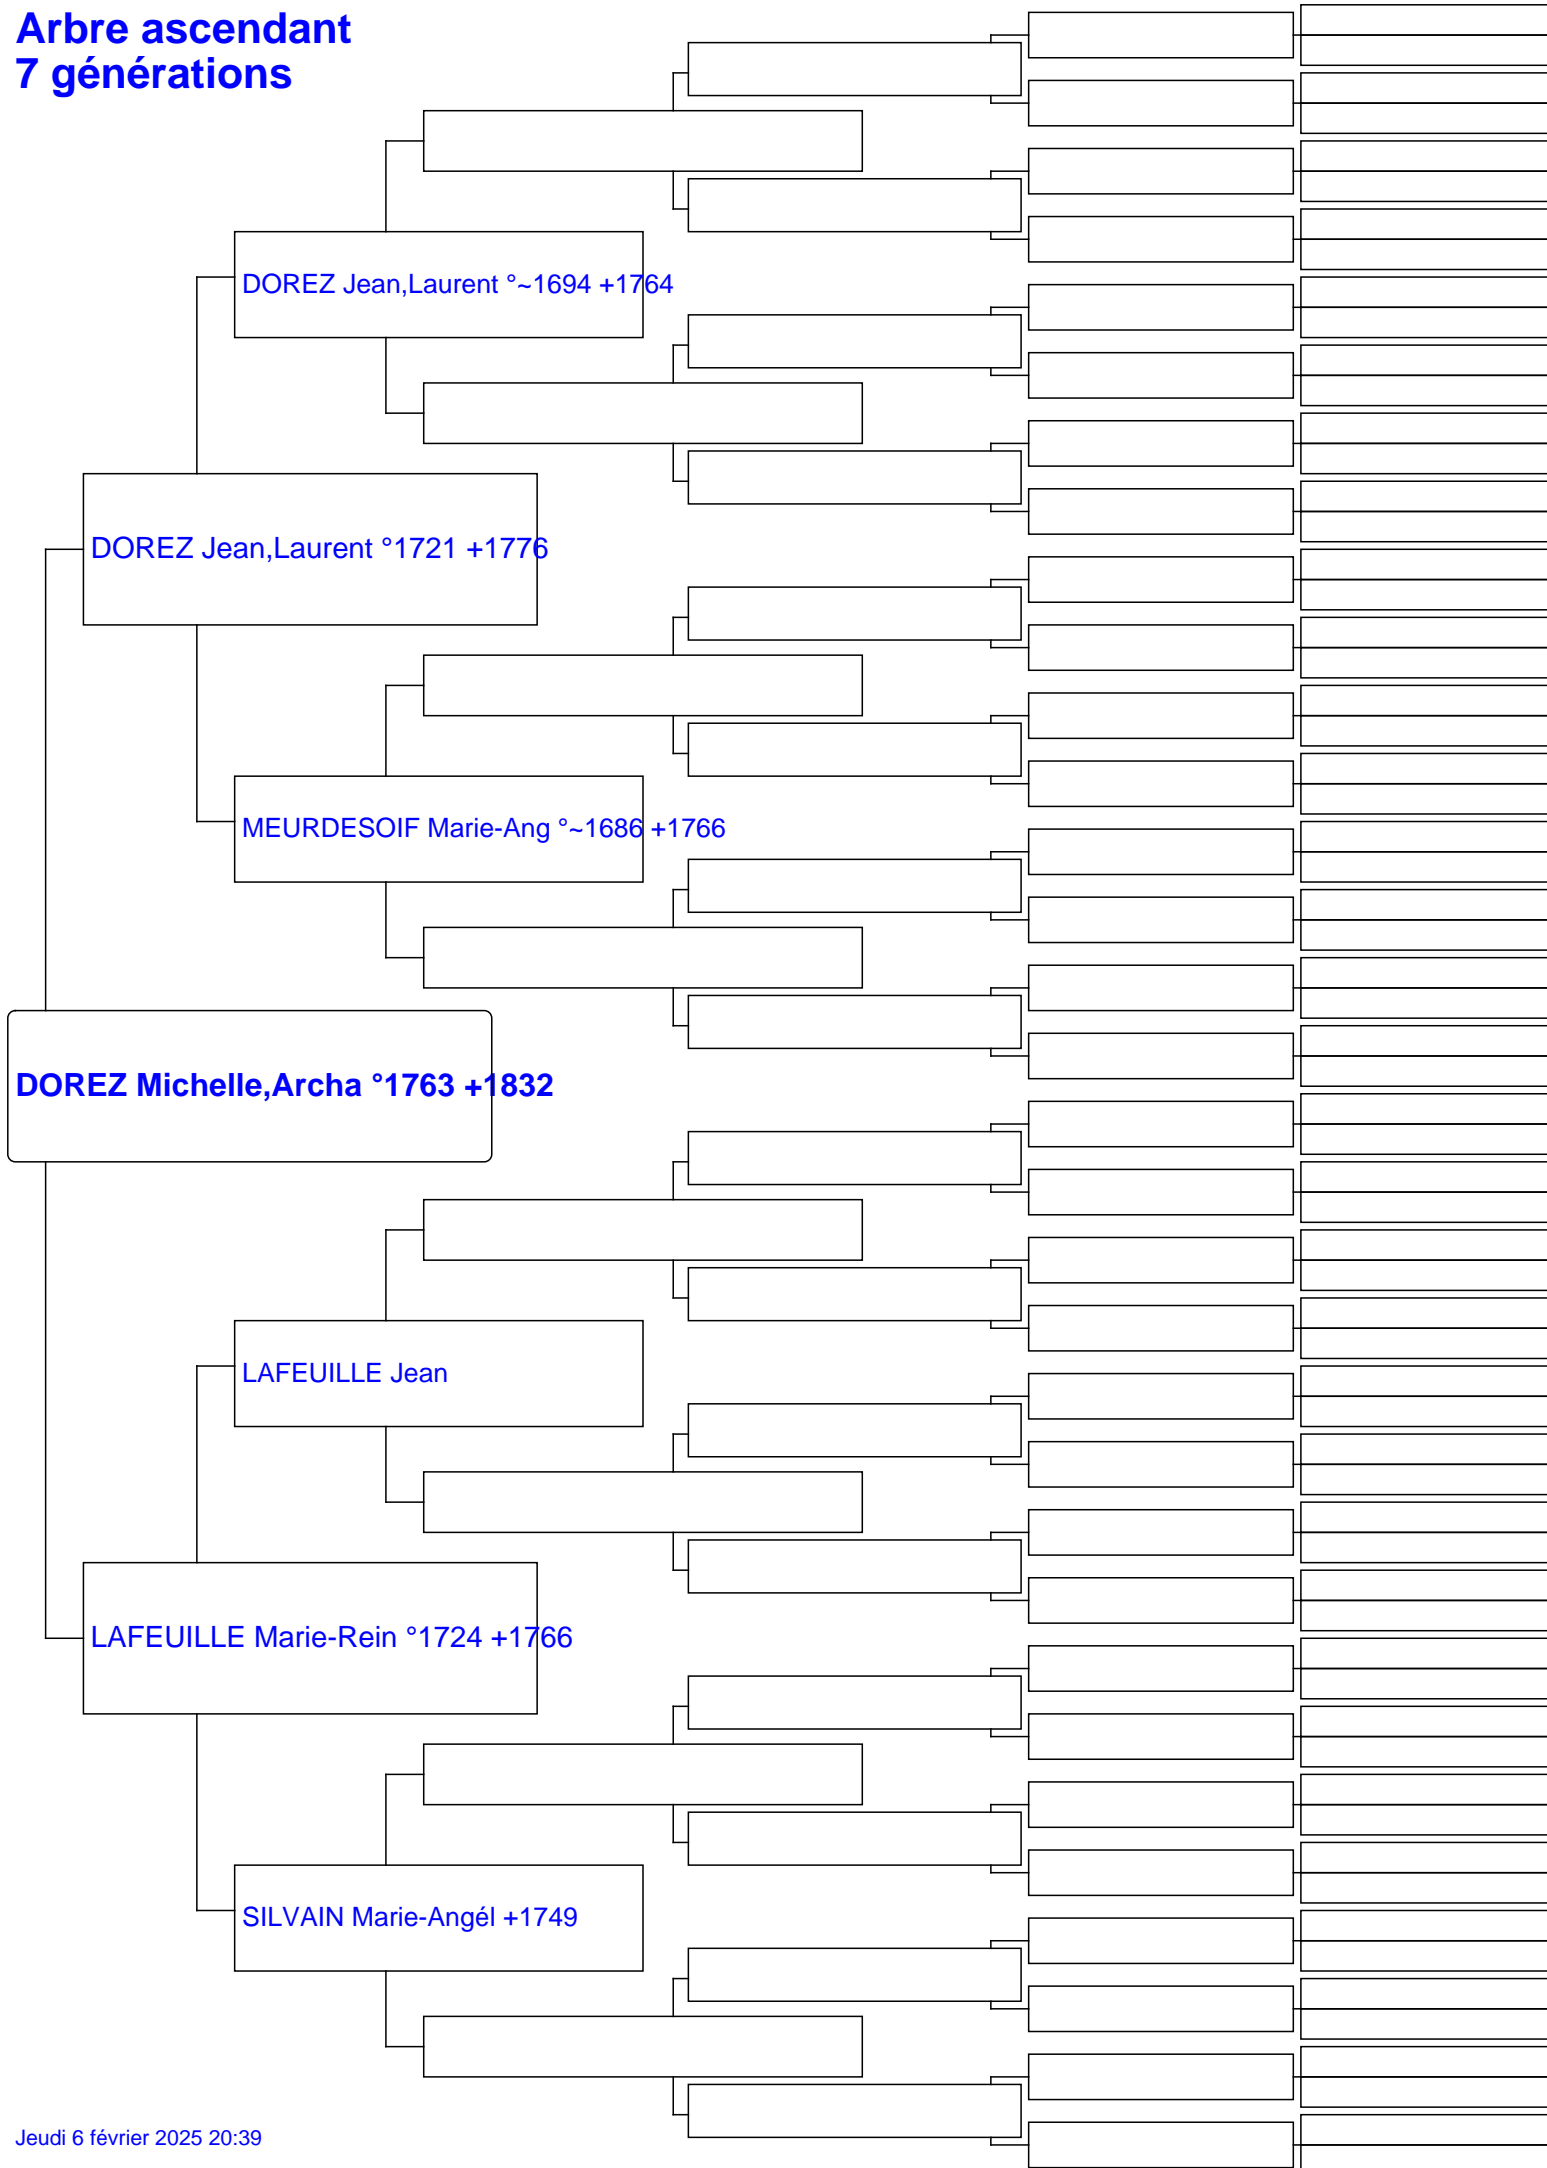 Arbre ascendant
7 générations
DOREZ Jean,Laurent °~1694 +1764
DOREZ Jean,Laurent °1721 +1776
MEURDESOIF Marie-Ang °~1686 +1766
DOREZ Michelle,Archa °1763 +1832
LAFEUILLE Jean
LAFEUILLE Marie-Rein °1724 +1766
SILVAIN Marie-Angél +1749
Jeudi 6 février 2025 20:39